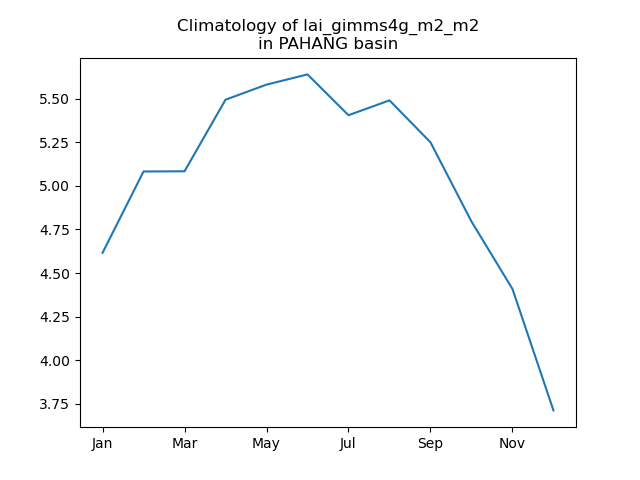 Climatology of lai_gimms4g_m2_m2
in PAHANG basin
5.50
5.25
5.00
4.75
4.50
4.25
4.00
3.75
Jan Mar May Jul Sep Nov